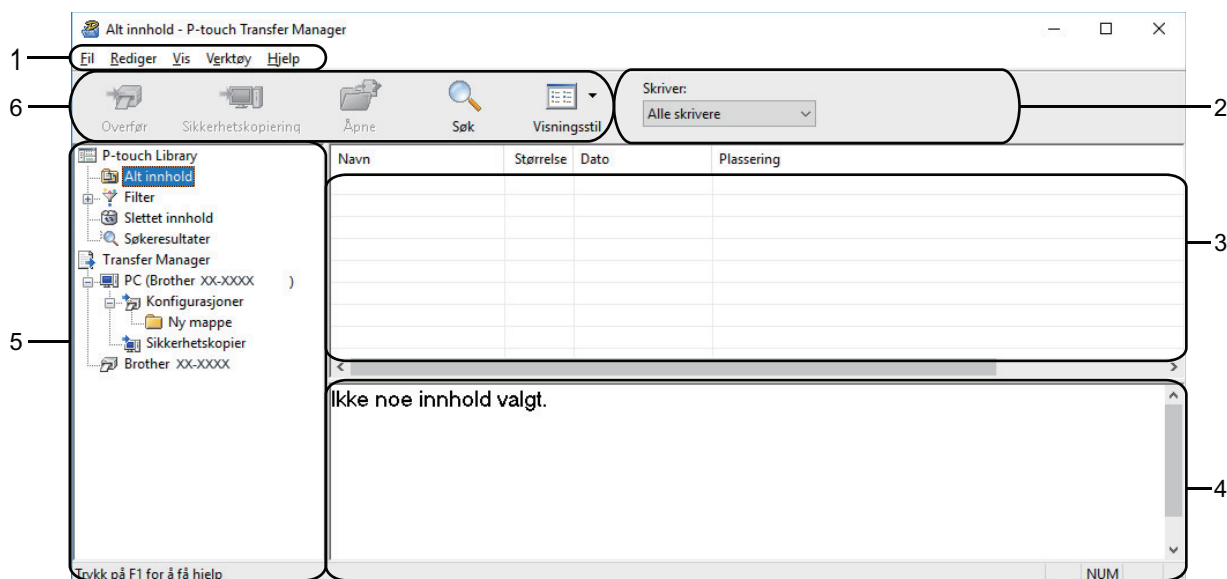 Alt innhold - P-touch Transfer Manager
1
Fil Rediger Vis Verktøy Hjelp
6
Overfør Sikkerhetskopiering Åpne Søk Visningsstil
Skriver:
Alle skrivere
2
P-touch Library
Alt innhold
Filter
Slettet innhold
Søkeresultater
Transfer Manager
PC (Brother XX-XXXX )
Konfigurasjoner
Ny mappe
Sikkerhetskopier
Brother XX-XXXX
5
Navn Størrelse Dato Plassering
3
Ikke noe innhold valgt.
4
Trykk på F1 for å få hjelp
NUM